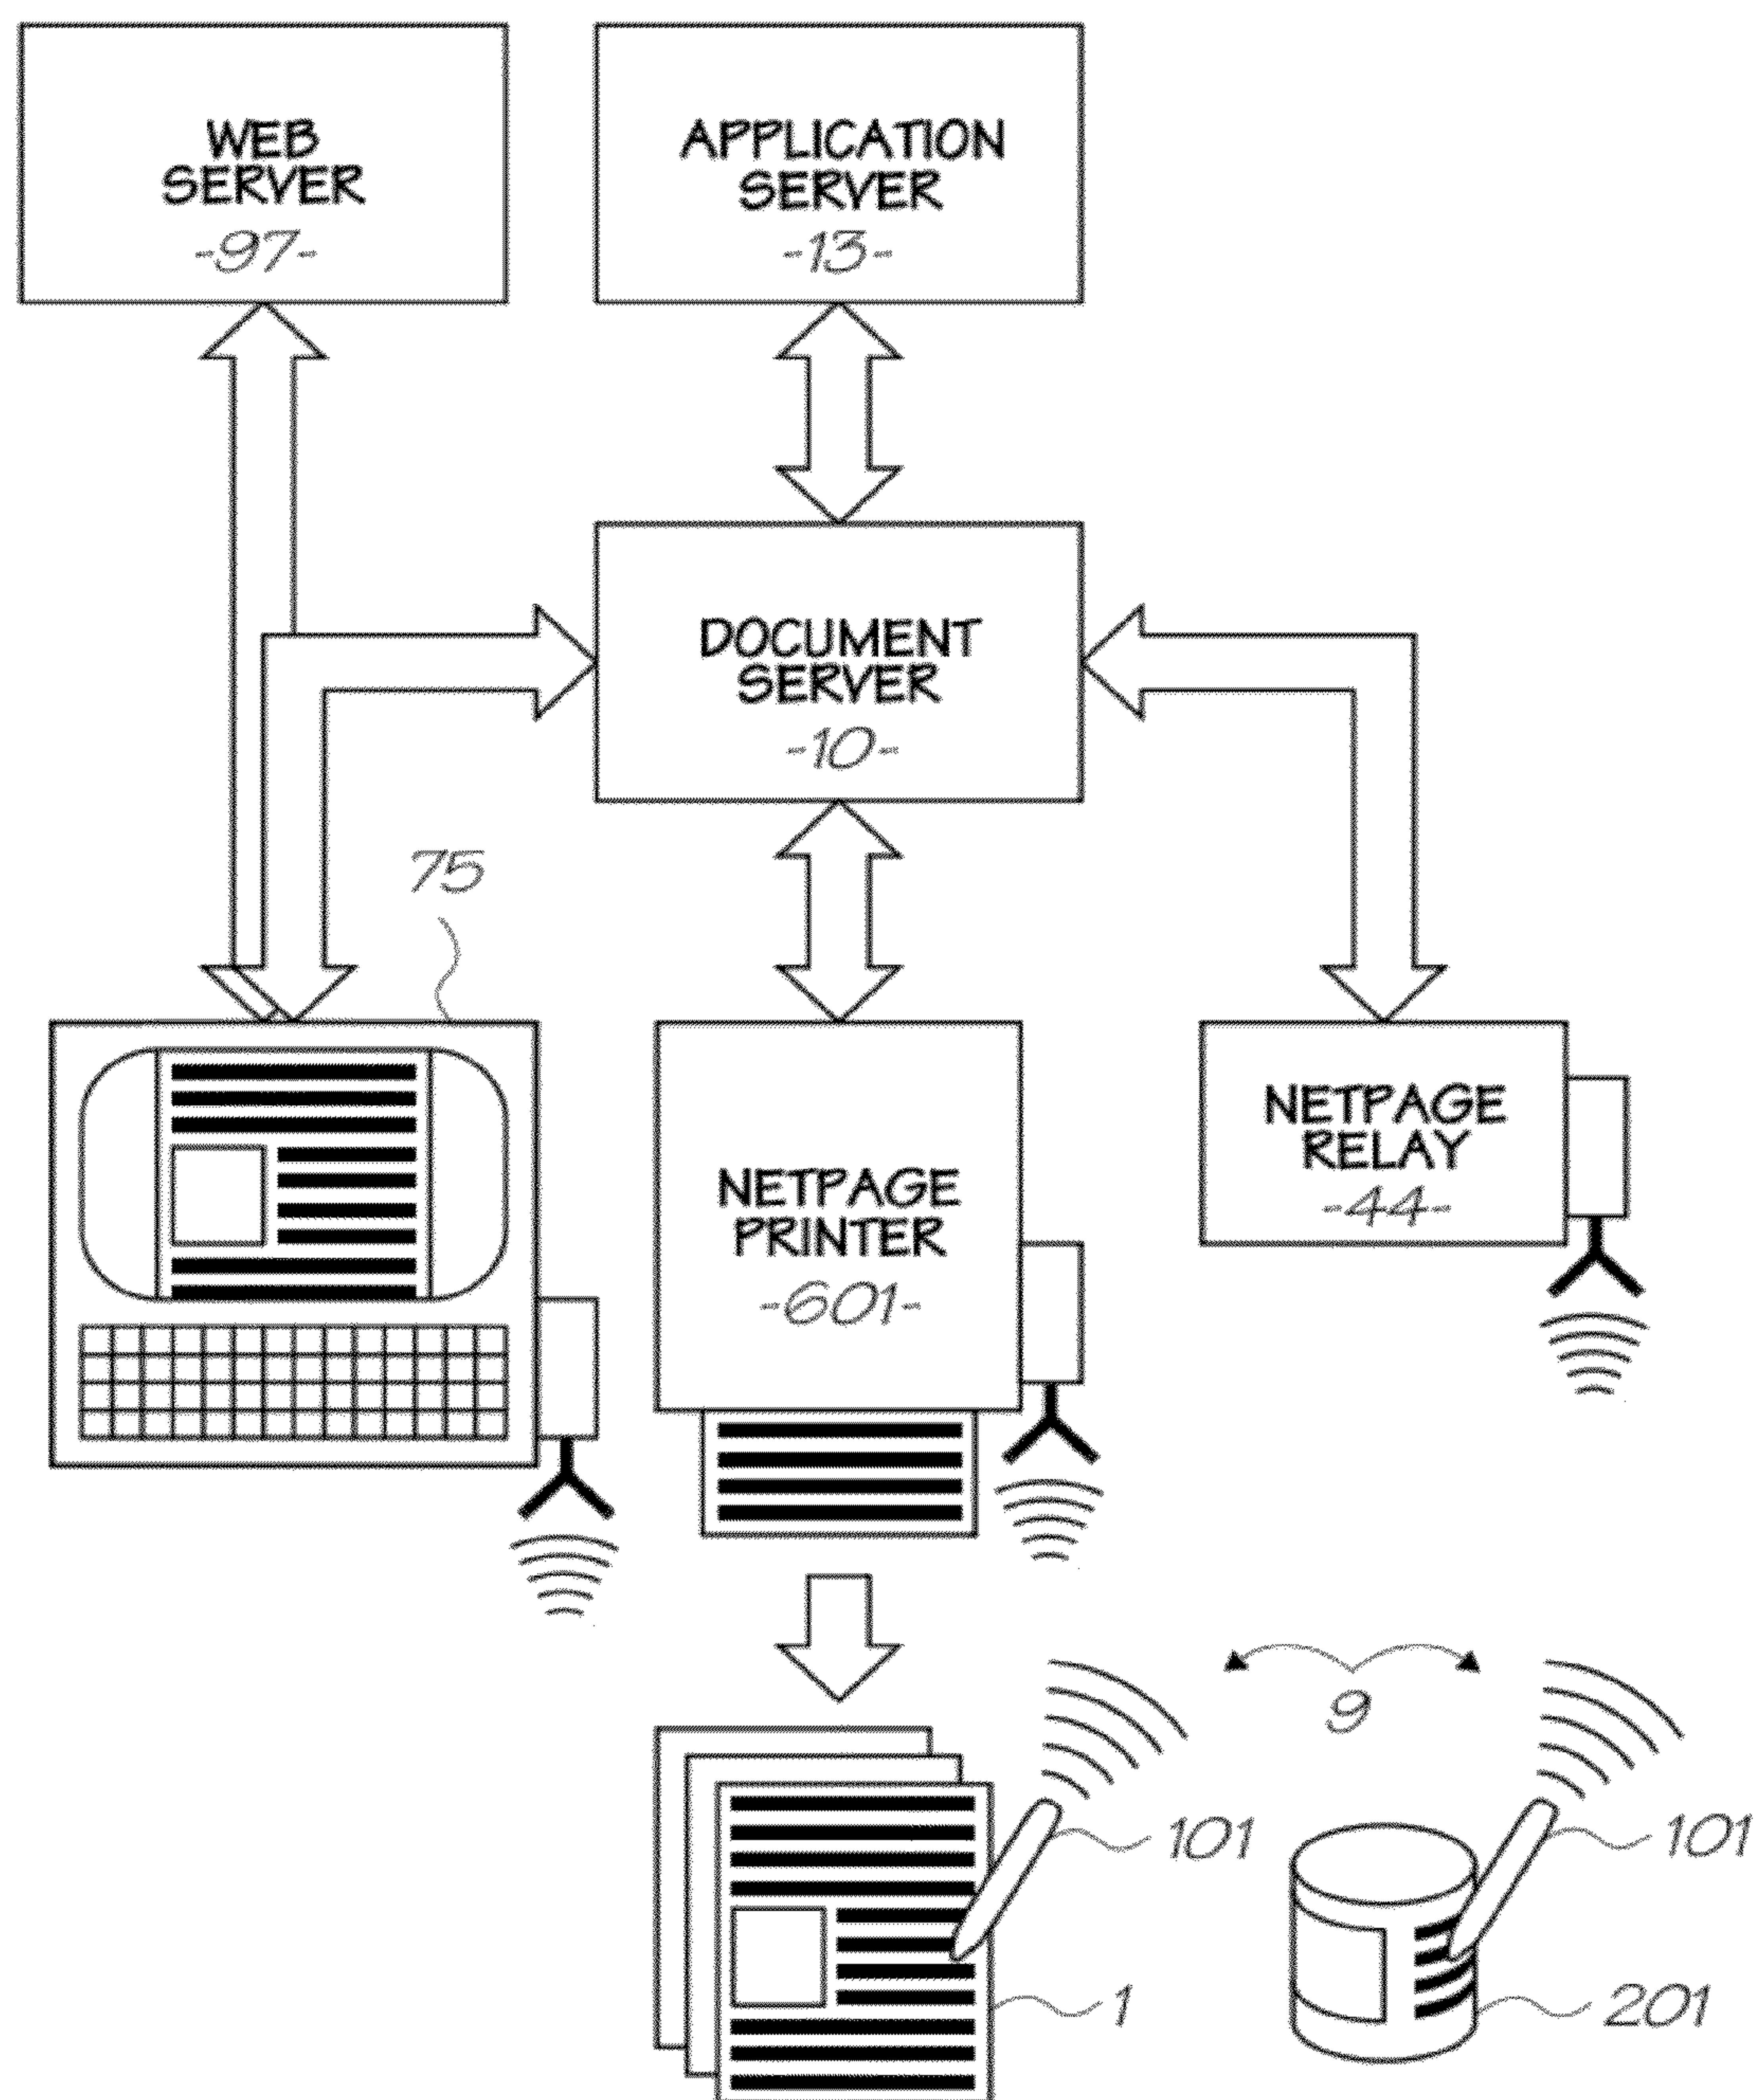 WEB
SERVER
-97-
APPLICATION
SERVER
-13-
DOCUMENT
SERVER
-10-
75
NETPAGE
PRINTER
-601-
NETPAGE
RELAY
-44-
9
101
101
1
201